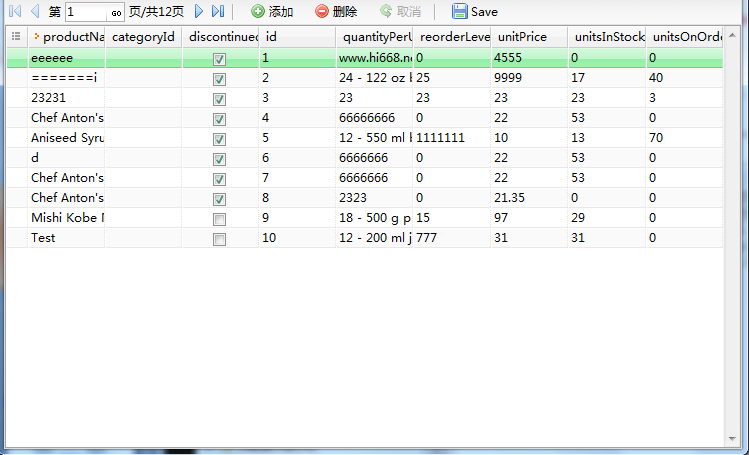 第 1 GO 页/共12页 添加 删除 取消 Save
productNa categoryId discontinued id quantityPerU reorderLeve unitPrice unitsInStock unitsOnOrde
eeeeee 1 www.hi668.ne 0 4555 0 0
=======i 2 24 - 122 oz b 25 9999 17 40
23231 3 23 23 23 23 3
Chef Anton's 4 66666666 0 22 53 0
Aniseed Syru 5 12 - 550 ml b 1111111 10 13 70
d 6 6666666 0 22 53 0
Chef Anton's 7 6666666 0 22 53 0
Chef Anton's 8 2323 0 21.35 0 0
Mishi Kobe N 9 18 - 500 g p 15 97 29 0
Test 10 12 - 200 ml j 777 31 31 0